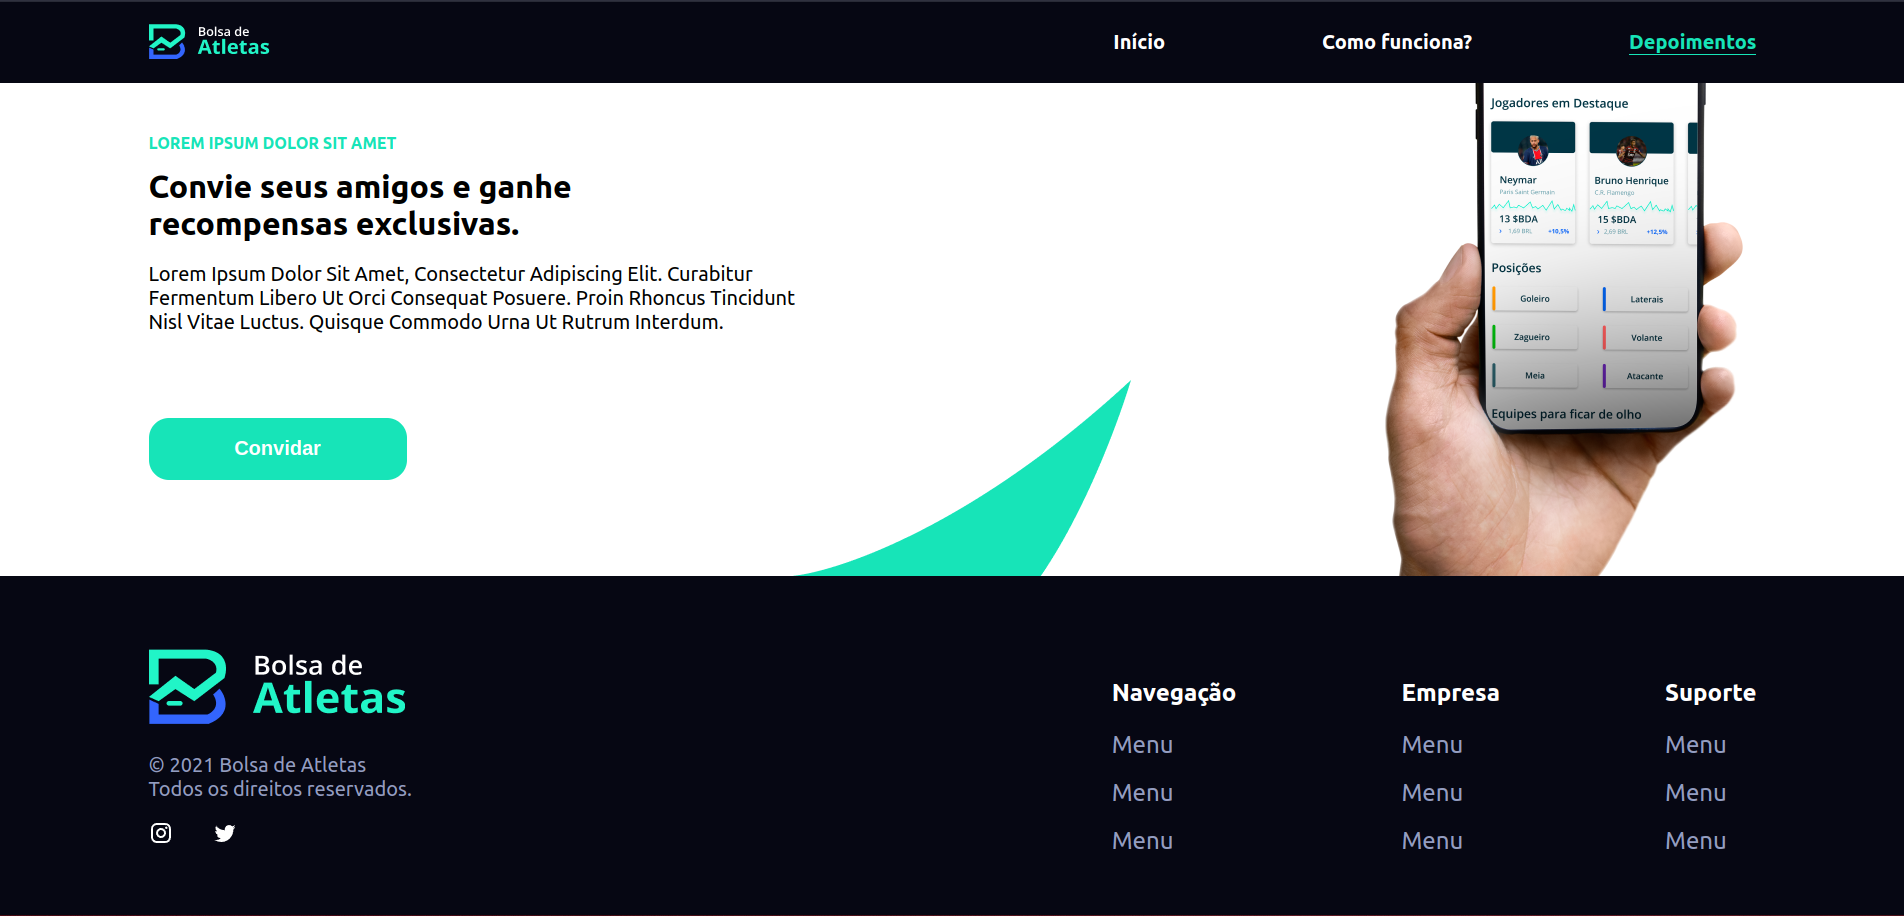 Bolsa de
Atletas
Início
Como funciona?
Depoimentos
LOREM IPSUM DOLOR SIT AMET
Convie seus amigos e ganhe
recompensas exclusivas.
Lorem Ipsum Dolor Sit Amet, Consectetur Adipiscing Elit. Curabitur
Fermentum Libero Ut Orci Consequat Posuere. Proin Rhoncus Tincidunt
Nisl Vitae Luctus. Quisque Commodo Urna Ut Rutrum Interdum.
Convidar
Jogadores em Destaque
Neymar
Paris Saint Germain
13 $BDA
1,69 BRL +10,5%
Bruno Henrique
C.R. Flamengo
15 $BDA
2,69 BRL +12,5%
Posições
Goleiro
Laterais
Zagueiro
Volante
Meia
Atacante
Equipes para ficar de olho
Bolsa de
Atletas
© 2021 Bolsa de Atletas
Todos os direitos reservados.
Navegação
Menu
Menu
Menu
Empresa
Menu
Menu
Menu
Suporte
Menu
Menu
Menu